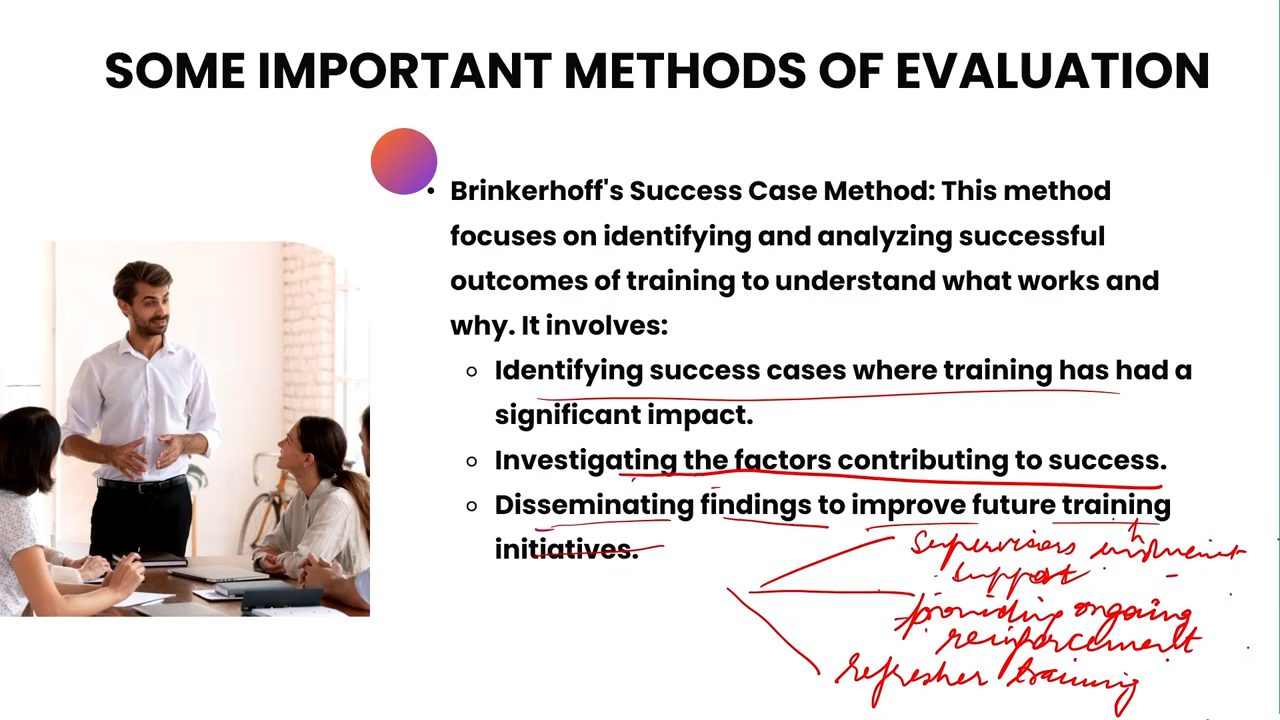 SOME IMPORTANT METHODS OF EVALUATION
• Brinkerhoff's Success Case Method: This method
focuses on identifying and analyzing successful
outcomes of training to understand what works and
why. It involves:
○ Identifying success cases where training has had a
significant impact.
○ Investigating the factors contributing to success.
○ Disseminating findings to improve future training
initiatives.
supervisors
support
providing ongoing
reinforcement
refresher training